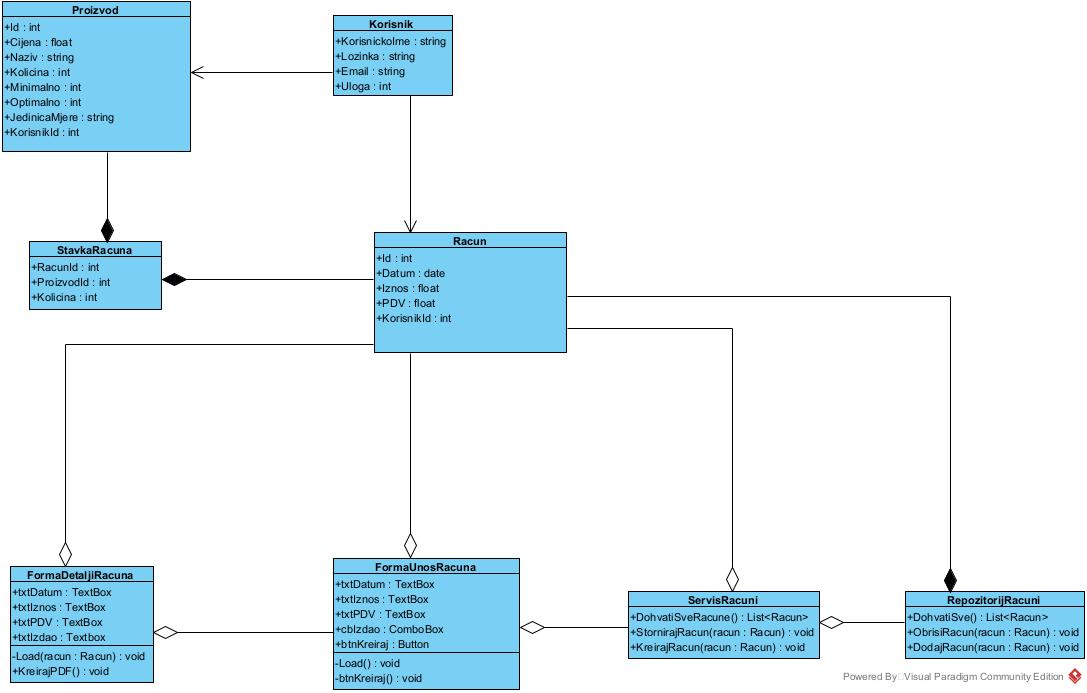 Proizvod
+Id : int
+Cijena : float
+Naziv : string
+Kolicina : int
+Minimalno : int
+Optimalno : int
+JedinicaMjere : string
+KorisnikId : int
Korisnik
+KorisnickoIme : string
+Lozinka : string
+Email : string
+Uloga : int
StavkaRacuna
+RacunId : int
+ProizvodId : int
+Kolicina : int
Racun
+Id : int
+Datum : date
+Iznos : float
+PDV : float
+KorisnikId : int
FormaDetaljiRacuna
+txtDatum : TextBox
+txtIznos : TextBox
+txtPDV : TextBox
+txtIzdao : Textbox
-Load(racun : Racun) : void
+KreirajPDF() : void
FormaUnosRacuna
+txtDatum : TextBox
+txtIznos : TextBox
+txtPDV : TextBox
+cbIzdao : ComboBox
+btnKreiraj : Button
-Load() : void
-btnKreiraj() : void
ServisRacuni
+DohvatiSveRacune() : List<Racun>
+StornirajRacun(racun : Racun) : void
+KreirajRacun(racun : Racun) : void
RepozitorijRacuni
+DohvatiSve() : List<Racun>
+ObrisiRacun(racun : Racun) : void
+DodajRacun(racun : Racun) : void
Powered By Visual Paradigm Community Edition